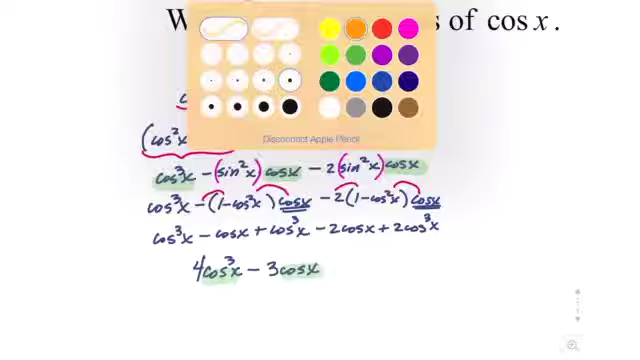 W s of cos x.
Disconnect Apple Pencil
(cos²x
cos³x - (sin²x) cosx - 2(sin²x) cosx
cos³x - (1-cos²x) cosx - 2(1-cos²x) cosx
cos³x - cosx + cos³x - 2cosx + 2cos³x
4cos³x - 3cosx